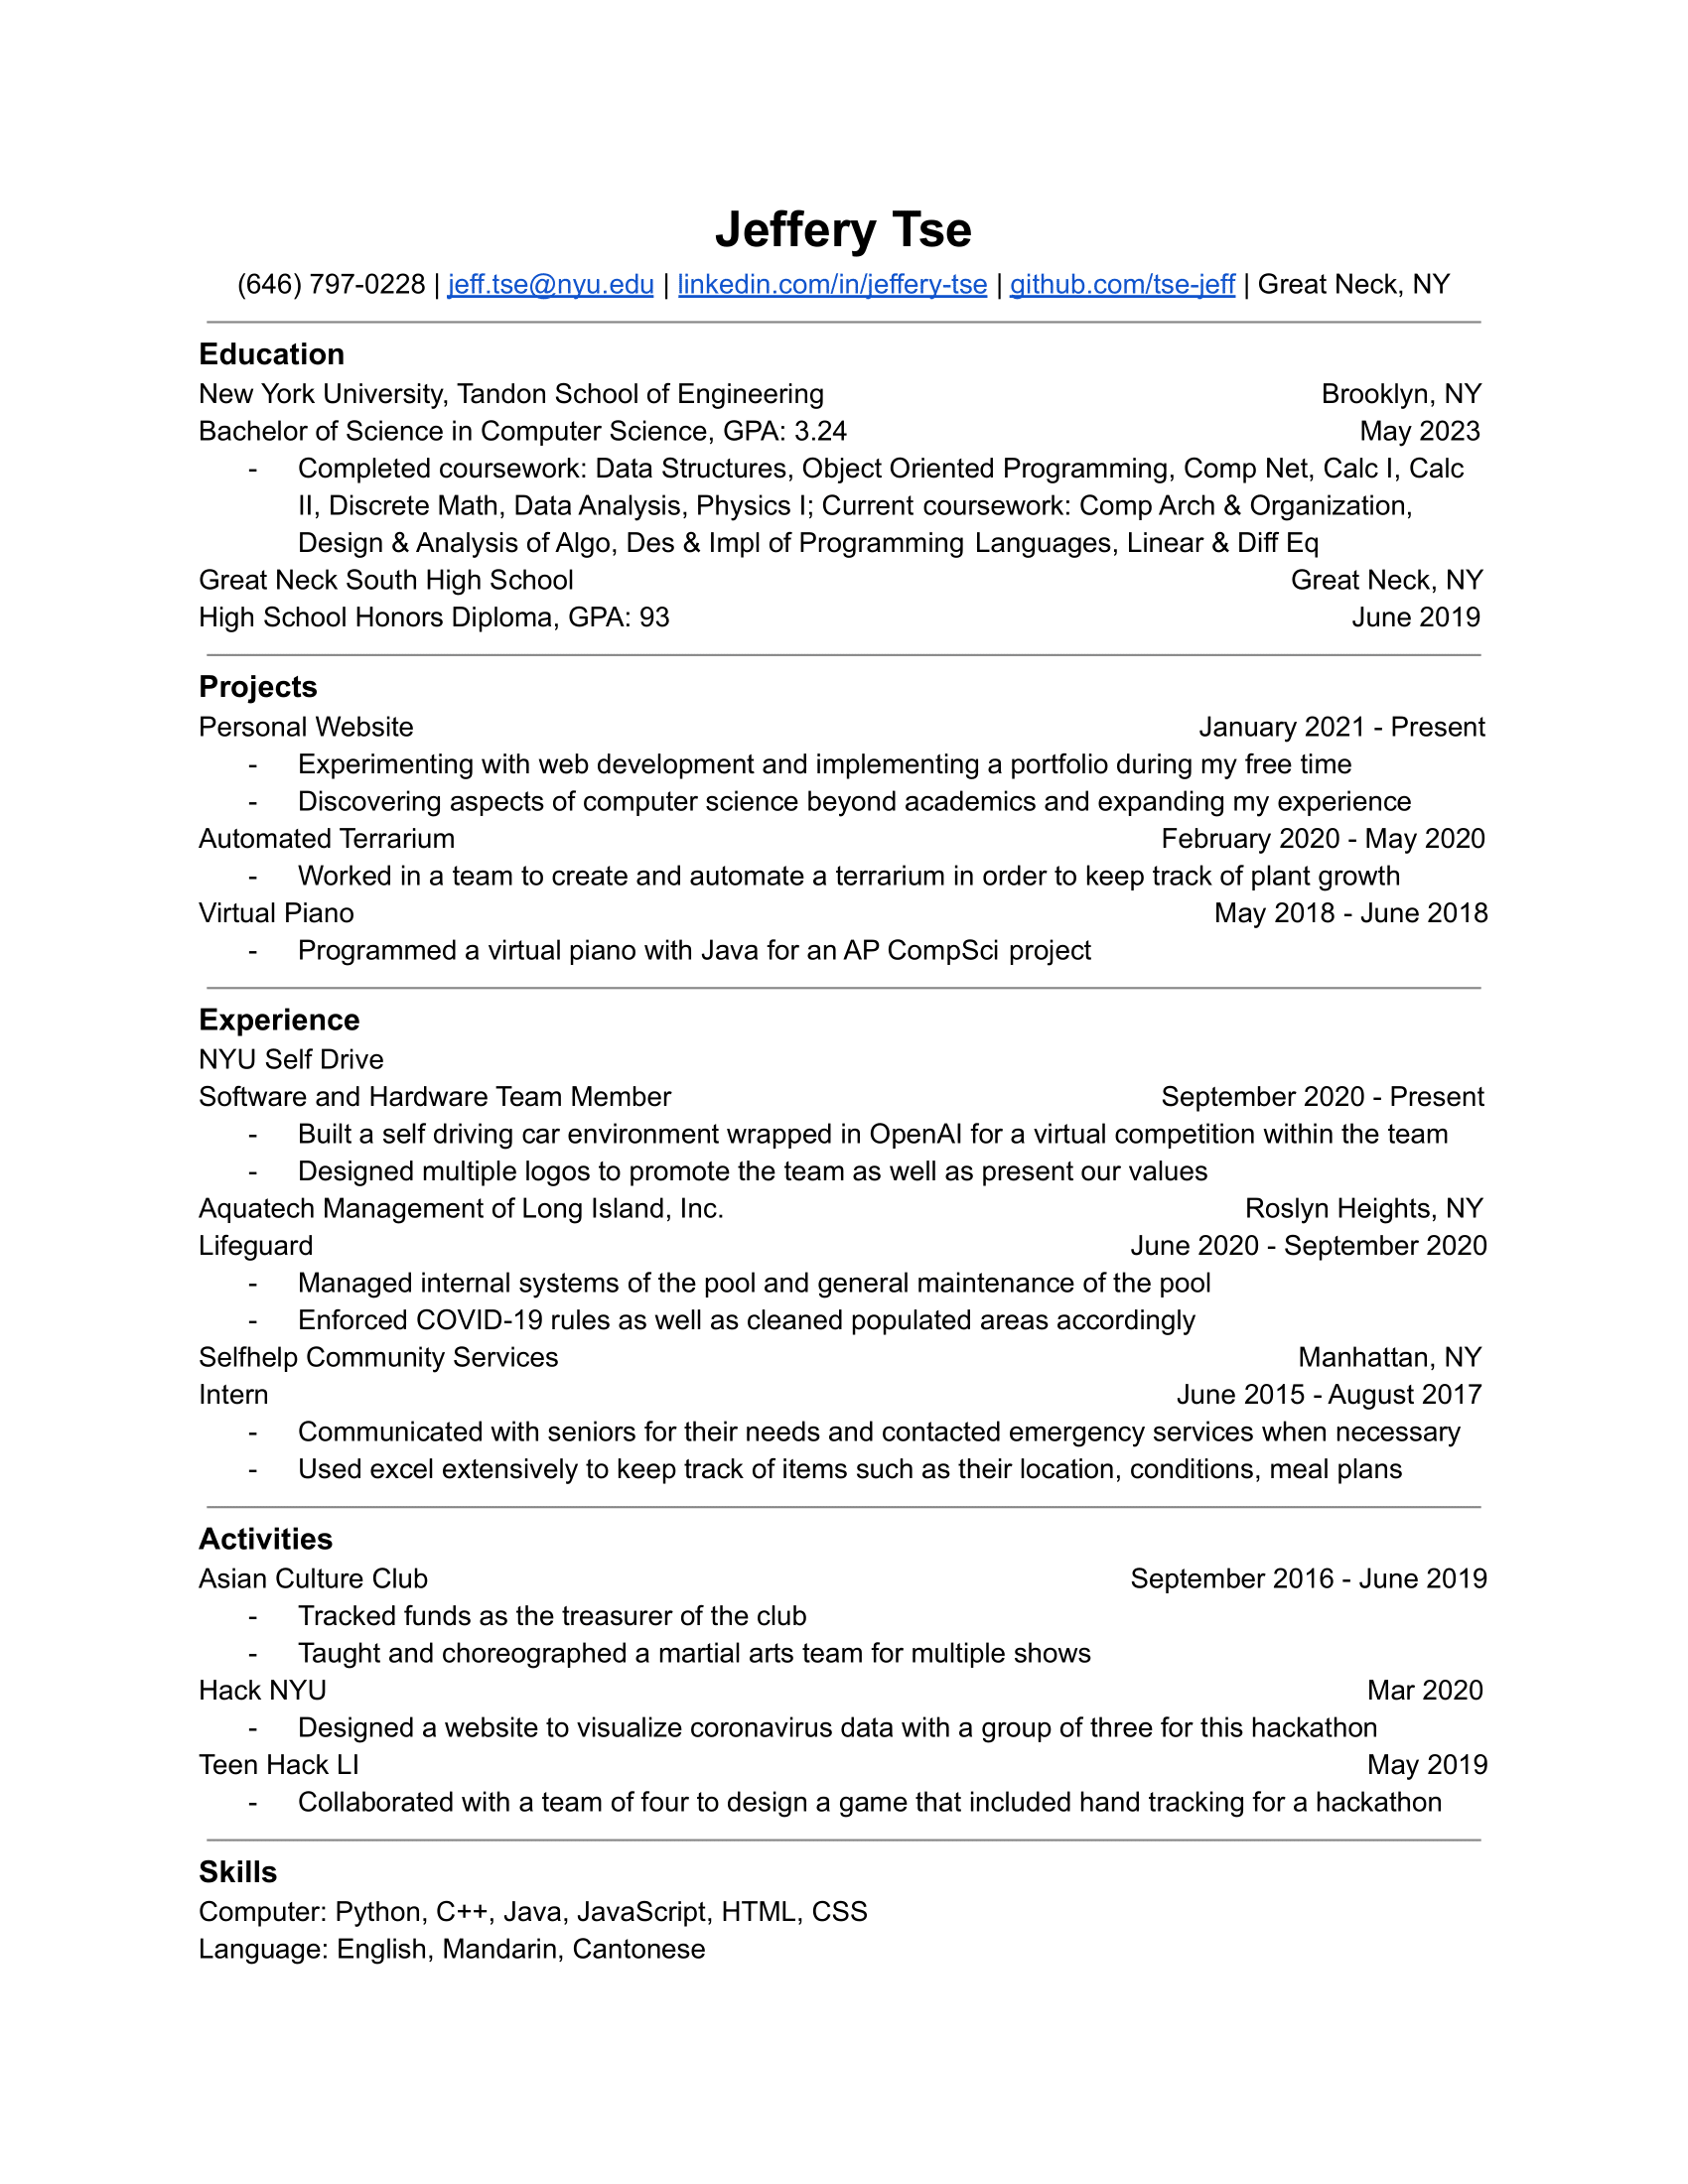 Jeffery Tse
(646) 797-0228 | jeff.tse@nyu.edu | linkedin.com/in/jeffery-tse | github.com/tse-jeff | Great Neck, NY
Education
New York University, Tandon School of Engineering Brooklyn, NY
Bachelor of Science in Computer Science, GPA: 3.24 May 2023
- Completed coursework: Data Structures, Object Oriented Programming, Comp Net, Calc I, Calc
II, Discrete Math, Data Analysis, Physics I; Current coursework: Comp Arch & Organization,
Design & Analysis of Algo, Des & Impl of Programming Languages, Linear & Diff Eq
Great Neck South High School Great Neck, NY
High School Honors Diploma, GPA: 93 June 2019
Projects
Personal Website January 2021 - Present
- Experimenting with web development and implementing a portfolio during my free time
- Discovering aspects of computer science beyond academics and expanding my experience
Automated Terrarium February 2020 - May 2020
- Worked in a team to create and automate a terrarium in order to keep track of plant growth
Virtual Piano May 2018 - June 2018
- Programmed a virtual piano with Java for an AP CompSci project
Experience
NYU Self Drive
Software and Hardware Team Member September 2020 - Present
- Built a self driving car environment wrapped in OpenAI for a virtual competition within the team
- Designed multiple logos to promote the team as well as present our values
Aquatech Management of Long Island, Inc. Roslyn Heights, NY
Lifeguard June 2020 - September 2020
- Managed internal systems of the pool and general maintenance of the pool
- Enforced COVID-19 rules as well as cleaned populated areas accordingly
Selfhelp Community Services Manhattan, NY
Intern June 2015 - August 2017
- Communicated with seniors for their needs and contacted emergency services when necessary
- Used excel extensively to keep track of items such as their location, conditions, meal plans
Activities
Asian Culture Club September 2016 - June 2019
- Tracked funds as the treasurer of the club
- Taught and choreographed a martial arts team for multiple shows
Hack NYU Mar 2020
- Designed a website to visualize coronavirus data with a group of three for this hackathon
Teen Hack LI May 2019
- Collaborated with a team of four to design a game that included hand tracking for a hackathon
Skills
Computer: Python, C++, Java, JavaScript, HTML, CSS
Language: English, Mandarin, Cantonese